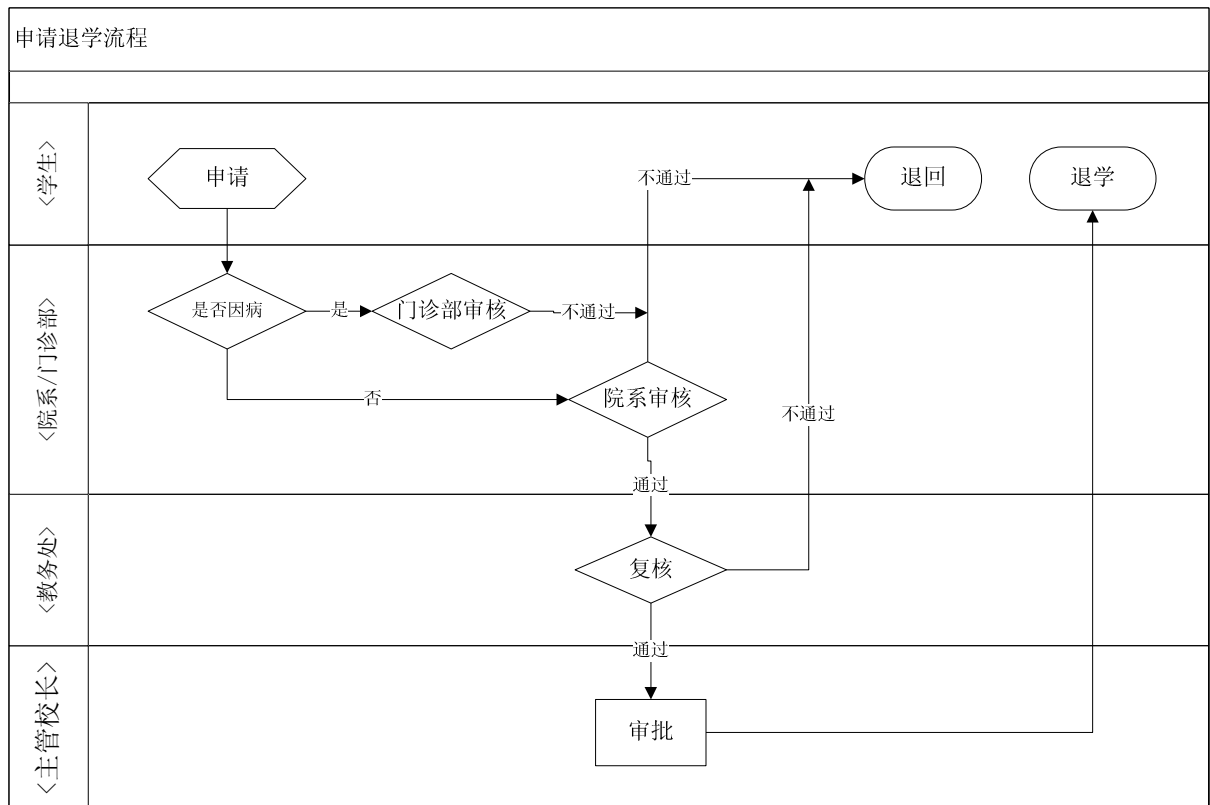 申请退学流程
<学生>
申请
不通过
退回
退学
<院系/门诊部>
是否因病
是
门诊部审核
不通过
否
院系审核
不通过
通过
<教务处>
复核
通过
<主管校长>
审批